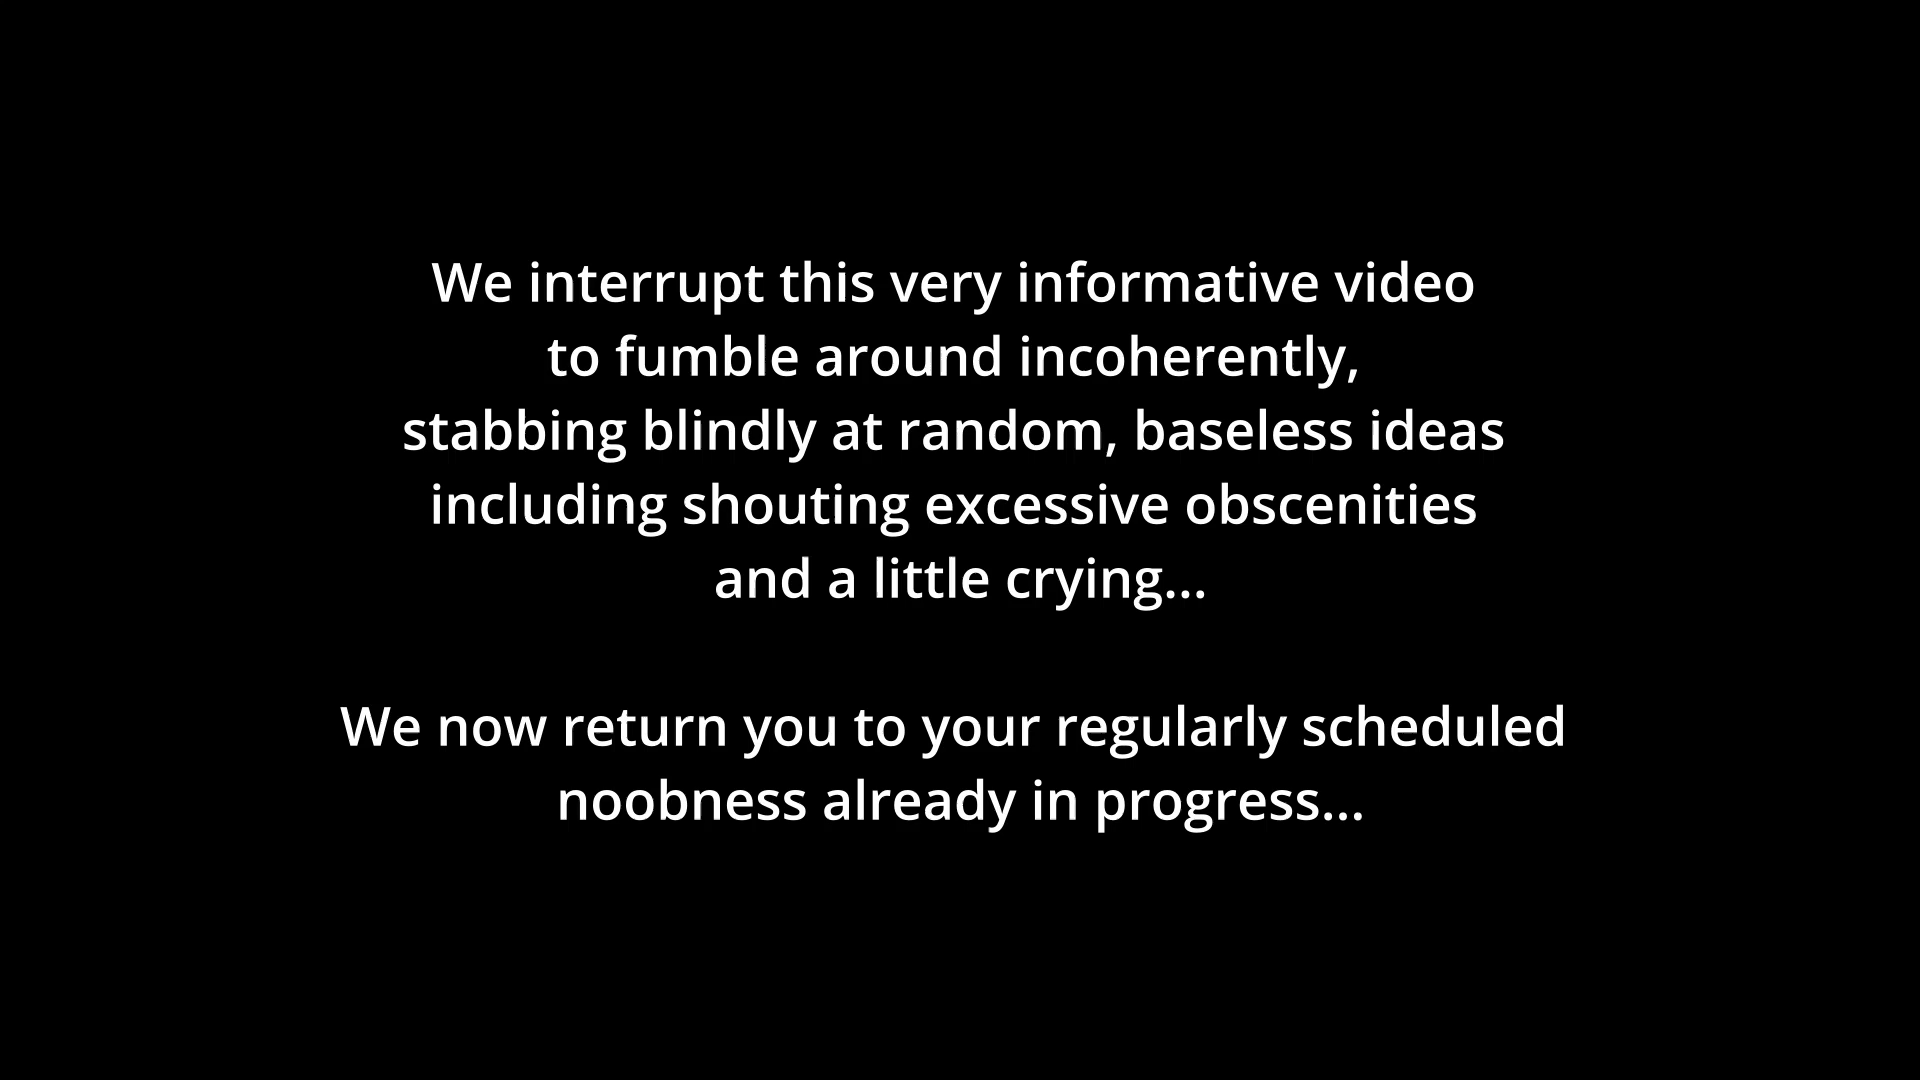 We interrupt this very informative video
to fumble around incoherently,
stabbing blindly at random, baseless ideas
including shouting excessive obscenities
and a little crying...
We now return you to your regularly scheduled
noobness already in progress...